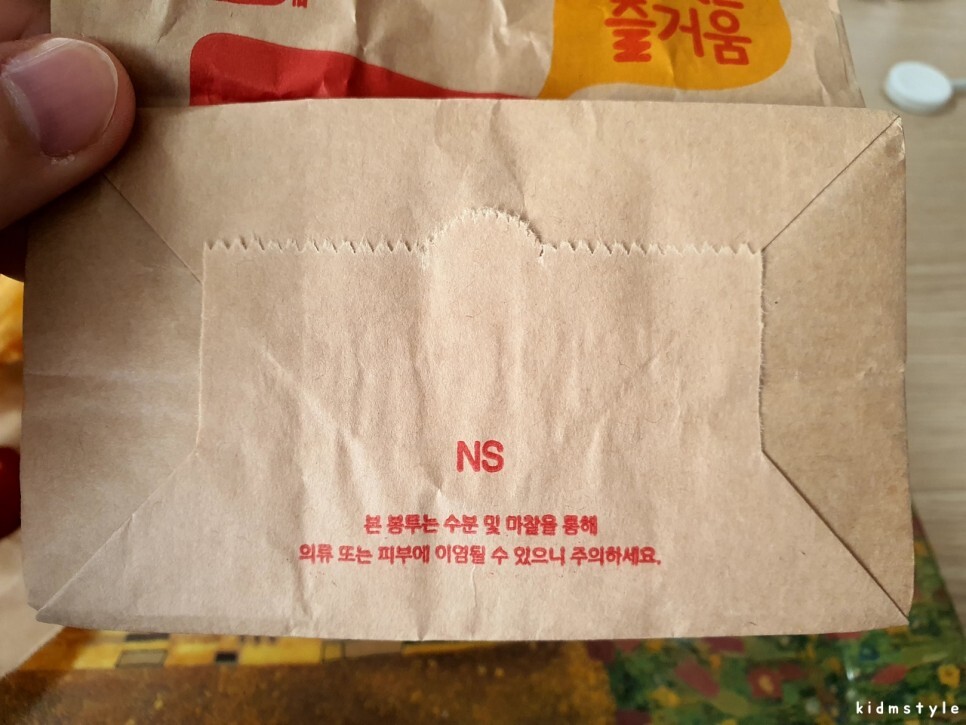 즐거움
NS
본 봉투는 수분 및 마찰을 통해
의류 또는 피부에 이염될 수 있으니 주의하세요.
kidmstyle